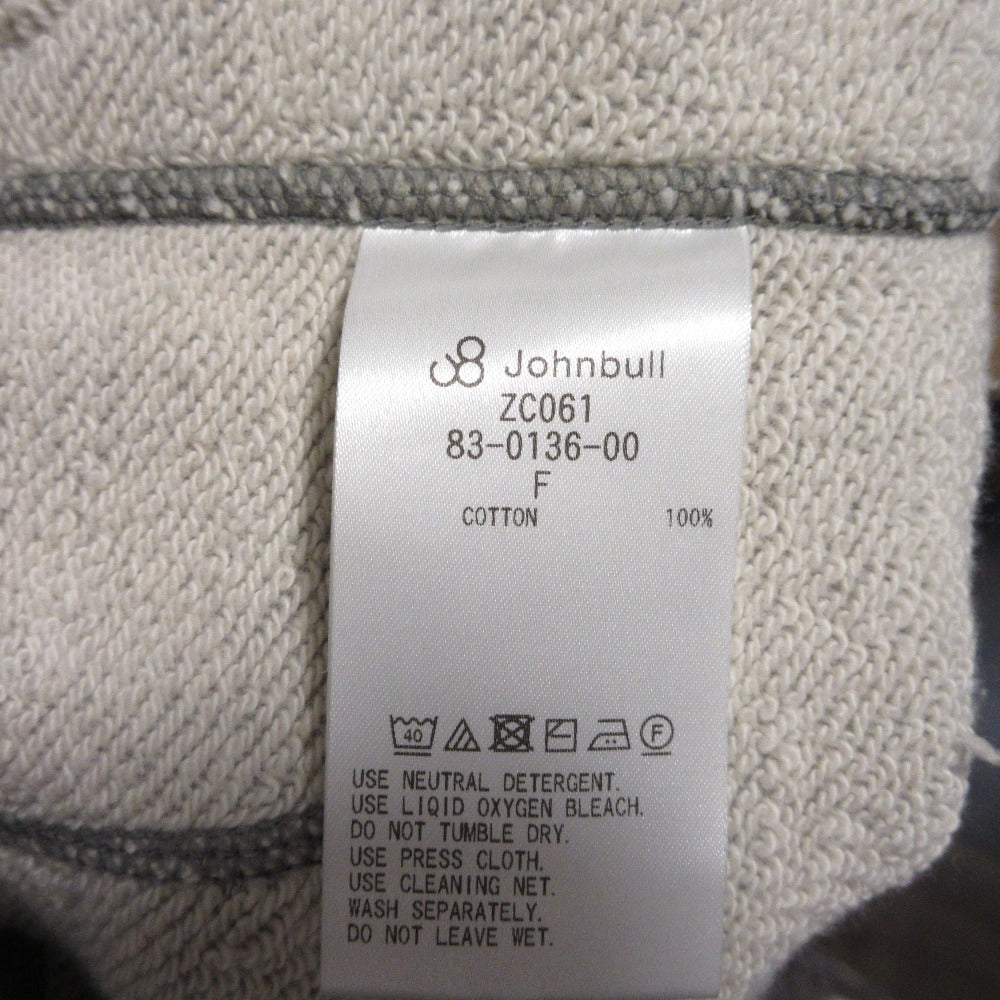 Johnbull
ZC061
83-0136-00
F
COTTON 100%
40 F
USE NEUTRAL DETERGENT.
USE LIQID OXYGEN BLEACH.
DO NOT TUMBLE DRY.
USE PRESS CLOTH.
USE CLEANING NET.
WASH SEPARATELY.
DO NOT LEAVE WET.